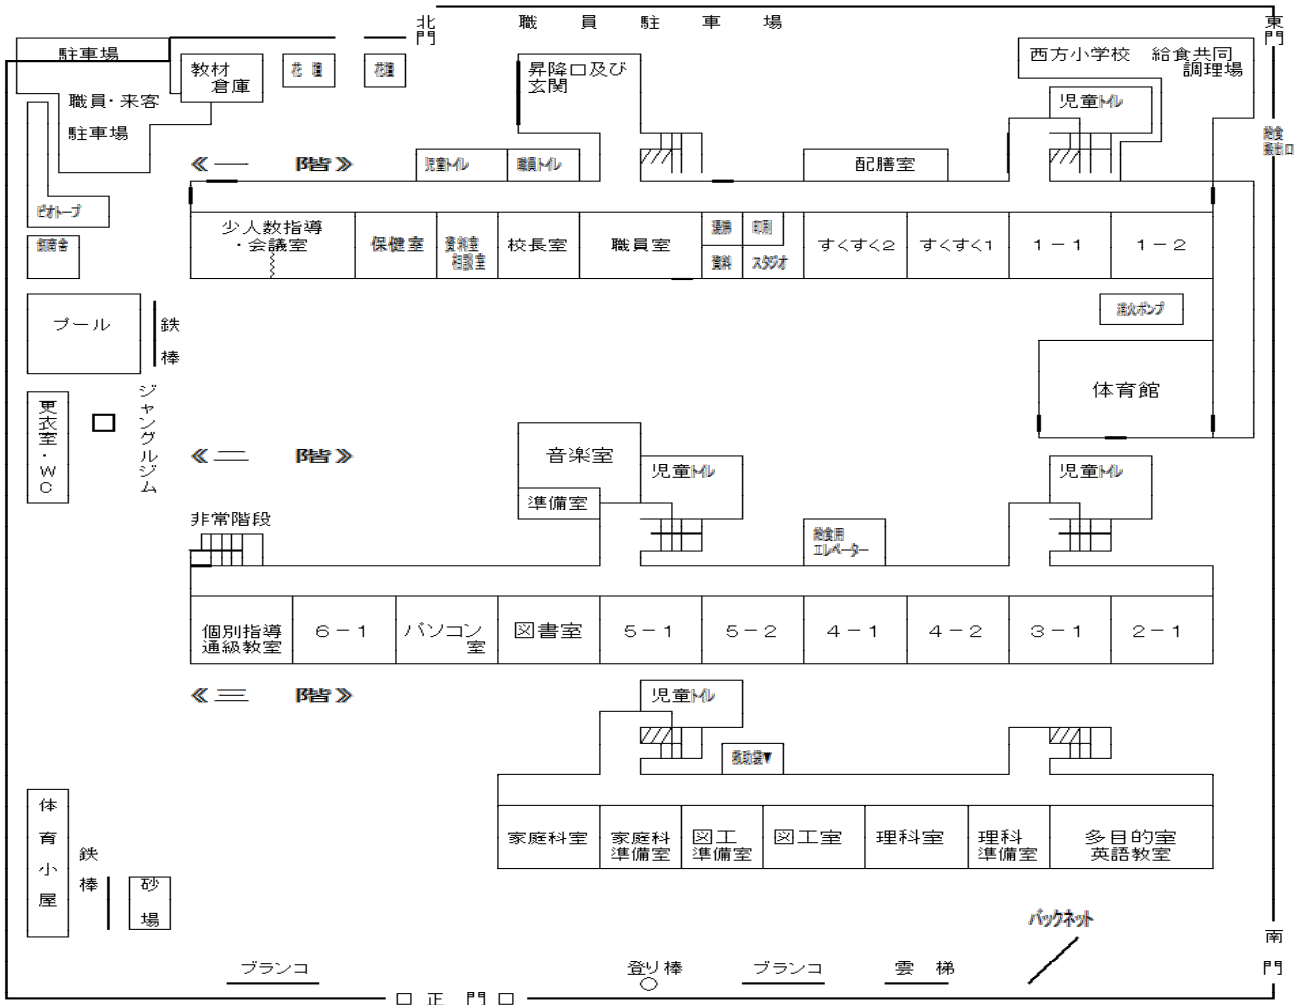 北門
職員駐車場
東門
駐車場
教材
倉庫
花壇
花壇
昇降口及び
玄関
西方小学校 給食共同
調理場
職員・来客
駐車場
児童トイレ
給食
搬出口
≪一 階≫
児童トイレ
職員トイレ
配膳室
ビオトープ
少人数指導
・会議室
保健室
資料室
相談室
校長室
職員室
湯沸
印刷
資料
スタジオ
すくすく2
すくすく1
1-1
1-2
プール
鉄棒
消火ポンプ
体育館
更衣室・WC
ジャングルジム
≪二 階≫
音楽室
準備室
児童トイレ
児童トイレ
非常階段
給食用
エレベーター
個別指導
通級教室
6-1
パソコン
室
図書室
5-1
5-2
4-1
4-2
3-1
2-1
≪三 階≫
児童トイレ
救助袋▼
家庭科室
家庭科
準備室
図工
準備室
図工室
理科室
理科
準備室
多目的室
英語教室
体育小屋
鉄棒
砂場
バックネット
南門
ブランコ
登り棒
ブランコ
雲梯
正門